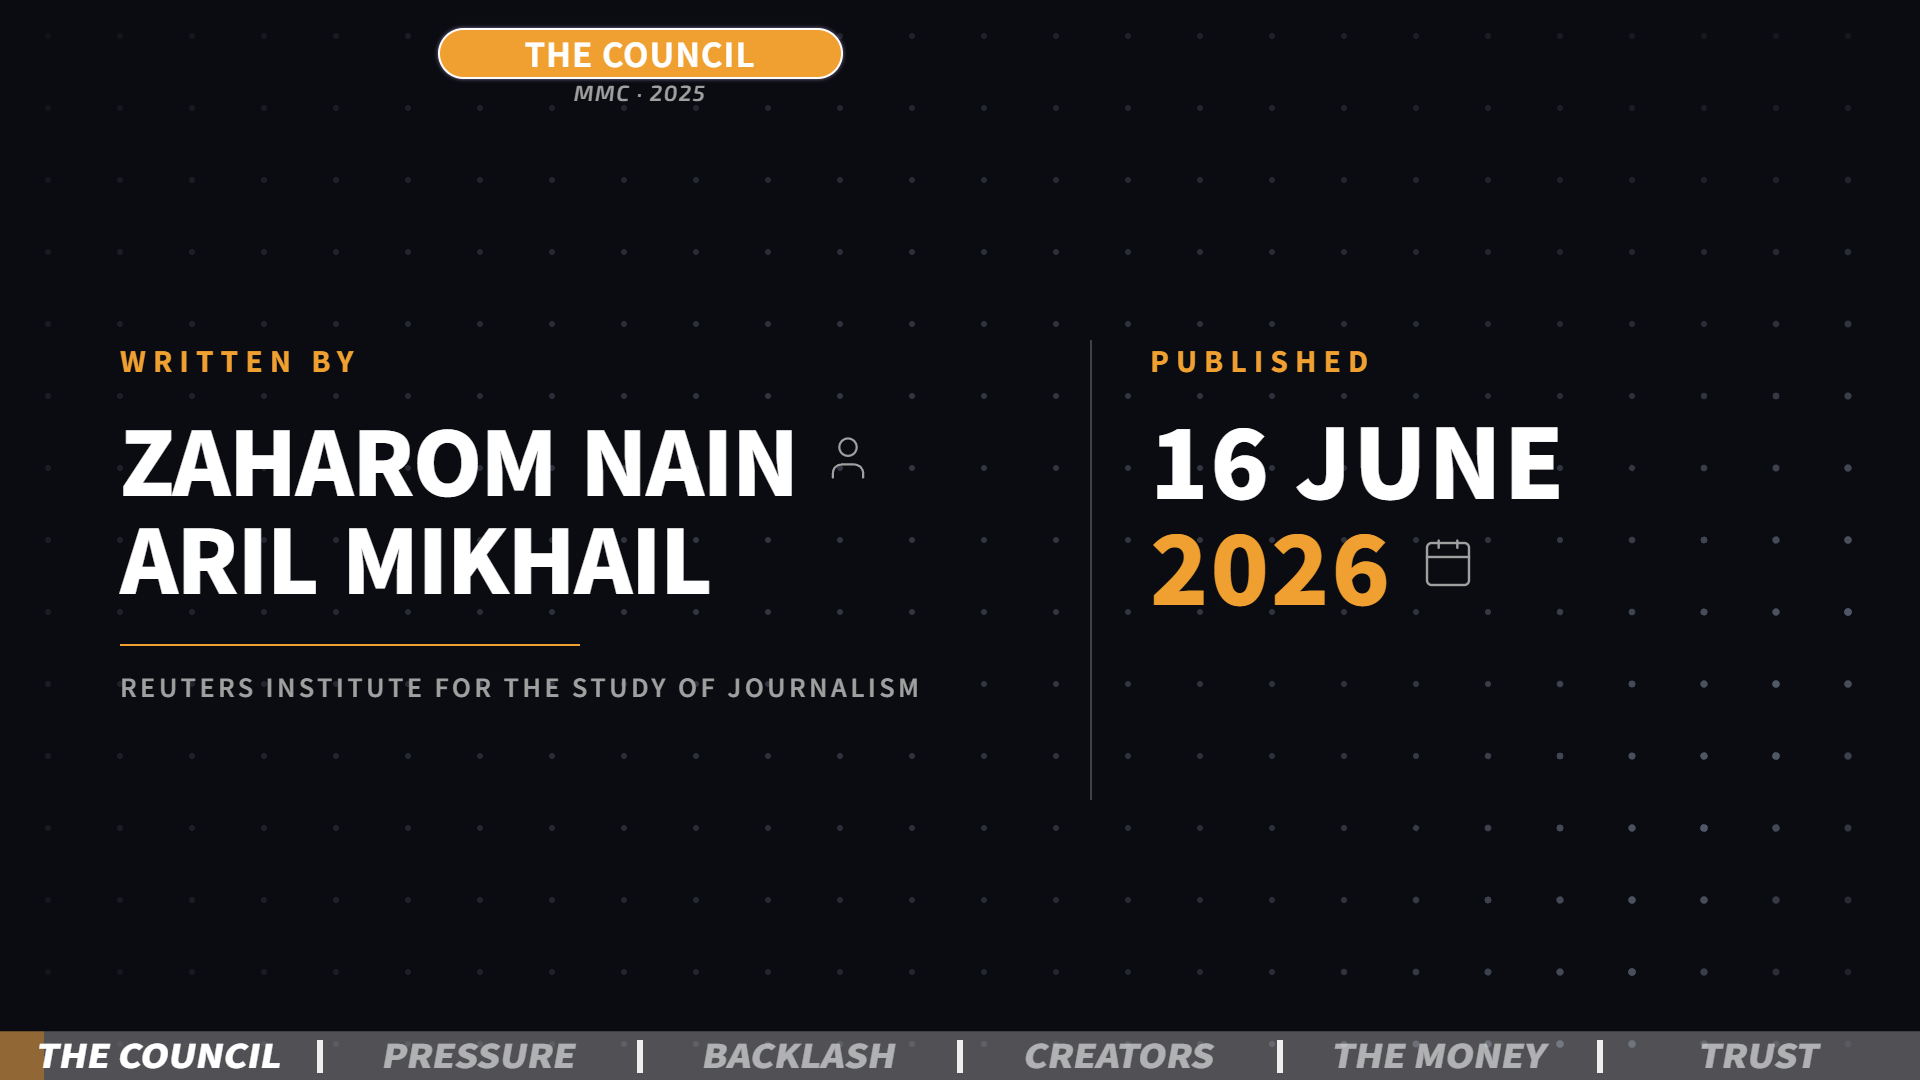 THE COUNCIL
MMC · 2025
WRITTEN BY
ZAHAROM NAIN
ARIL MIKHAIL
REUTERS INSTITUTE FOR THE STUDY OF JOURNALISM
PUBLISHED
16 JUNE
2026
THE COUNCIL | PRESSURE | BACKLASH | CREATORS | THE MONEY | TRUST